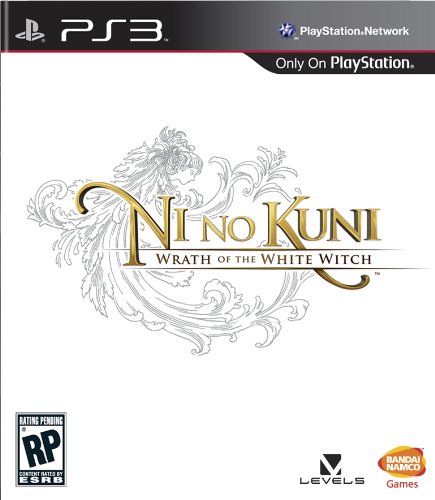 PS3
PlayStation®Network
Only On PlayStation®
NI NO KUNI
WRATH OF THE WHITE WITCH
™
RATING PENDING
RP
CONTENT RATED BY
ESRB
LEVEL5
BANDAI
NAMCO
Games